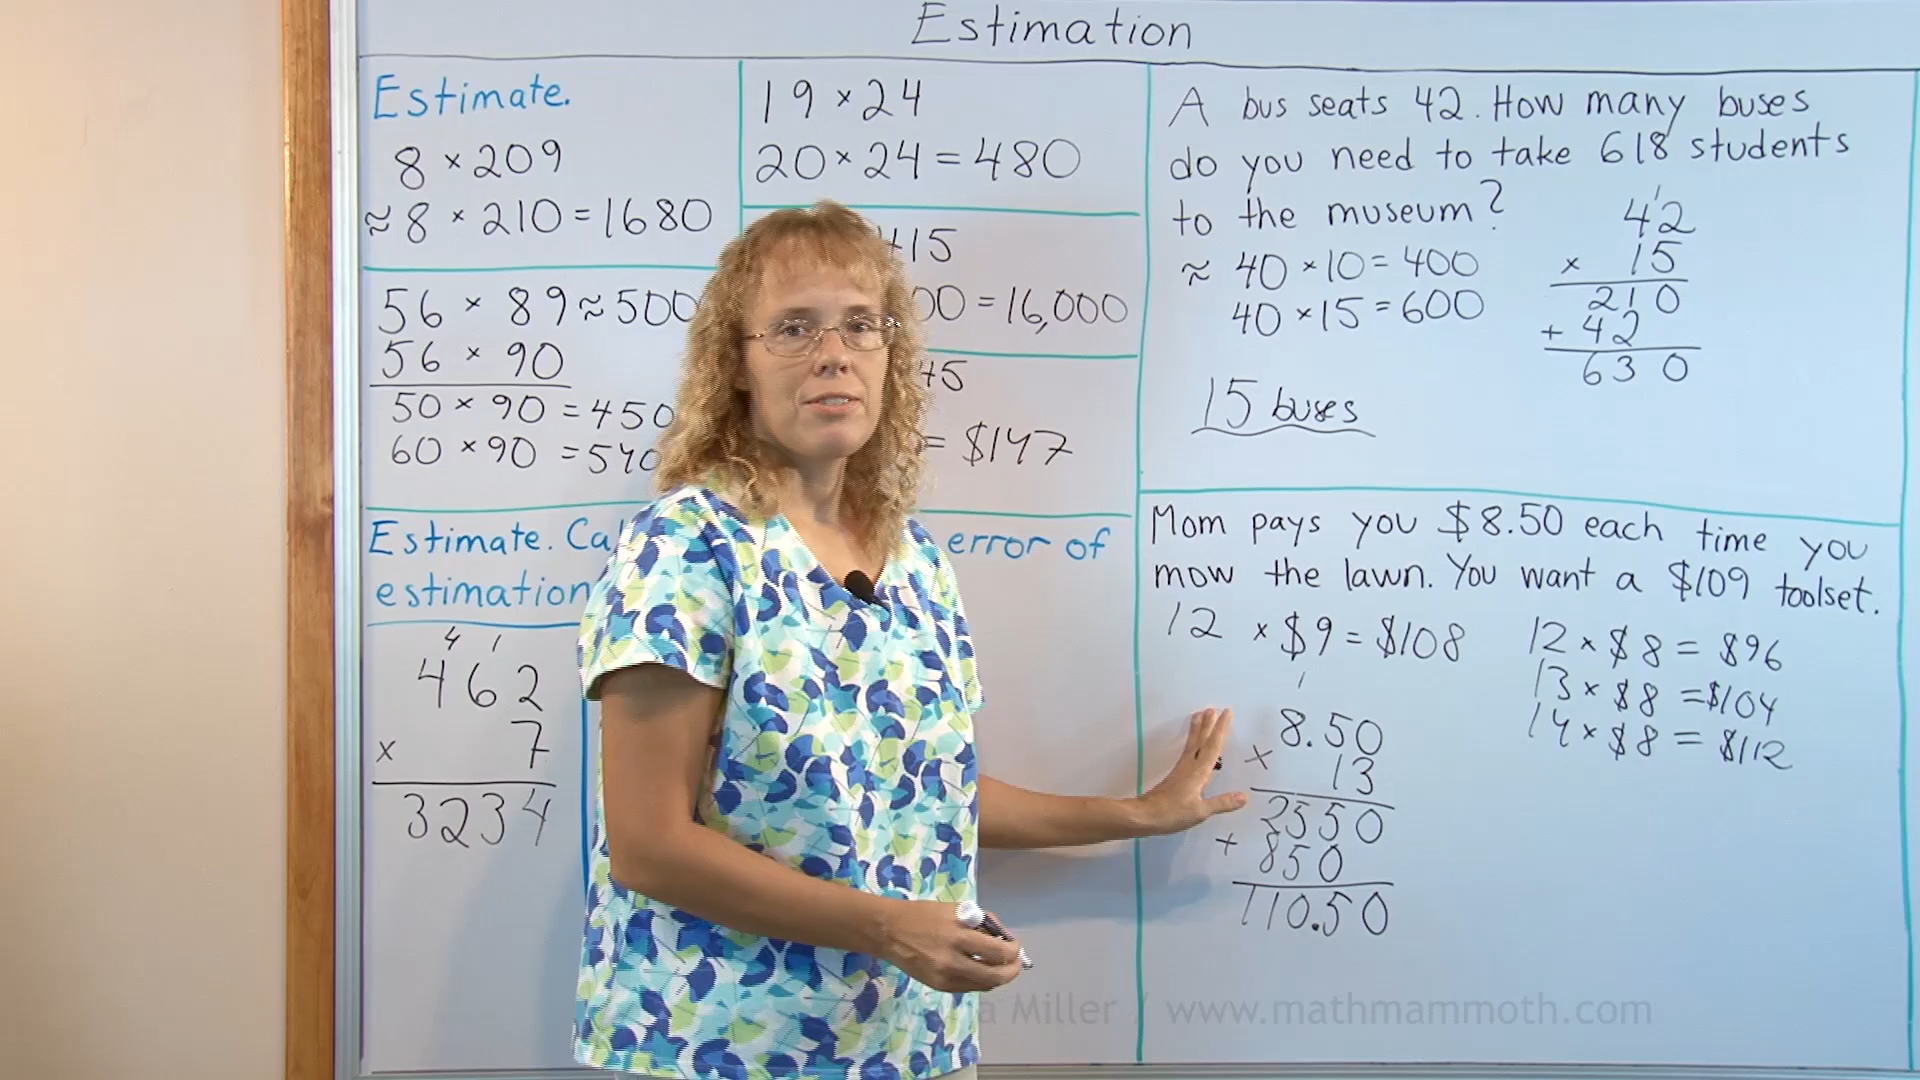 Estimation
Estimate.
8 × 209
≈ 8 × 210 = 1680
56 × 89 ≈ 500
56 × 90
50 × 90 = 450
60 × 90 = 540
19 × 24
20 × 24 = 480
= 16,000
= $147
Estimate. error of
estimation
4 1
462
× 7
3234
A bus seats 42. How many buses
do you need to take 618 students
to the museum?
≈ 40 × 10 = 400
40 × 15 = 600
15 buses
1
42
× 15
210
+ 42
630
Mom pays you $8.50 each time you
mow the lawn. You want a $109 toolset.
12 × $9 = $108
1
8.50
× 13
2550
+ 850
110.50
12 × $8 = $96
13 × $8 = $104
14 × $8 = $112
Miller / www.mathmammoth.com